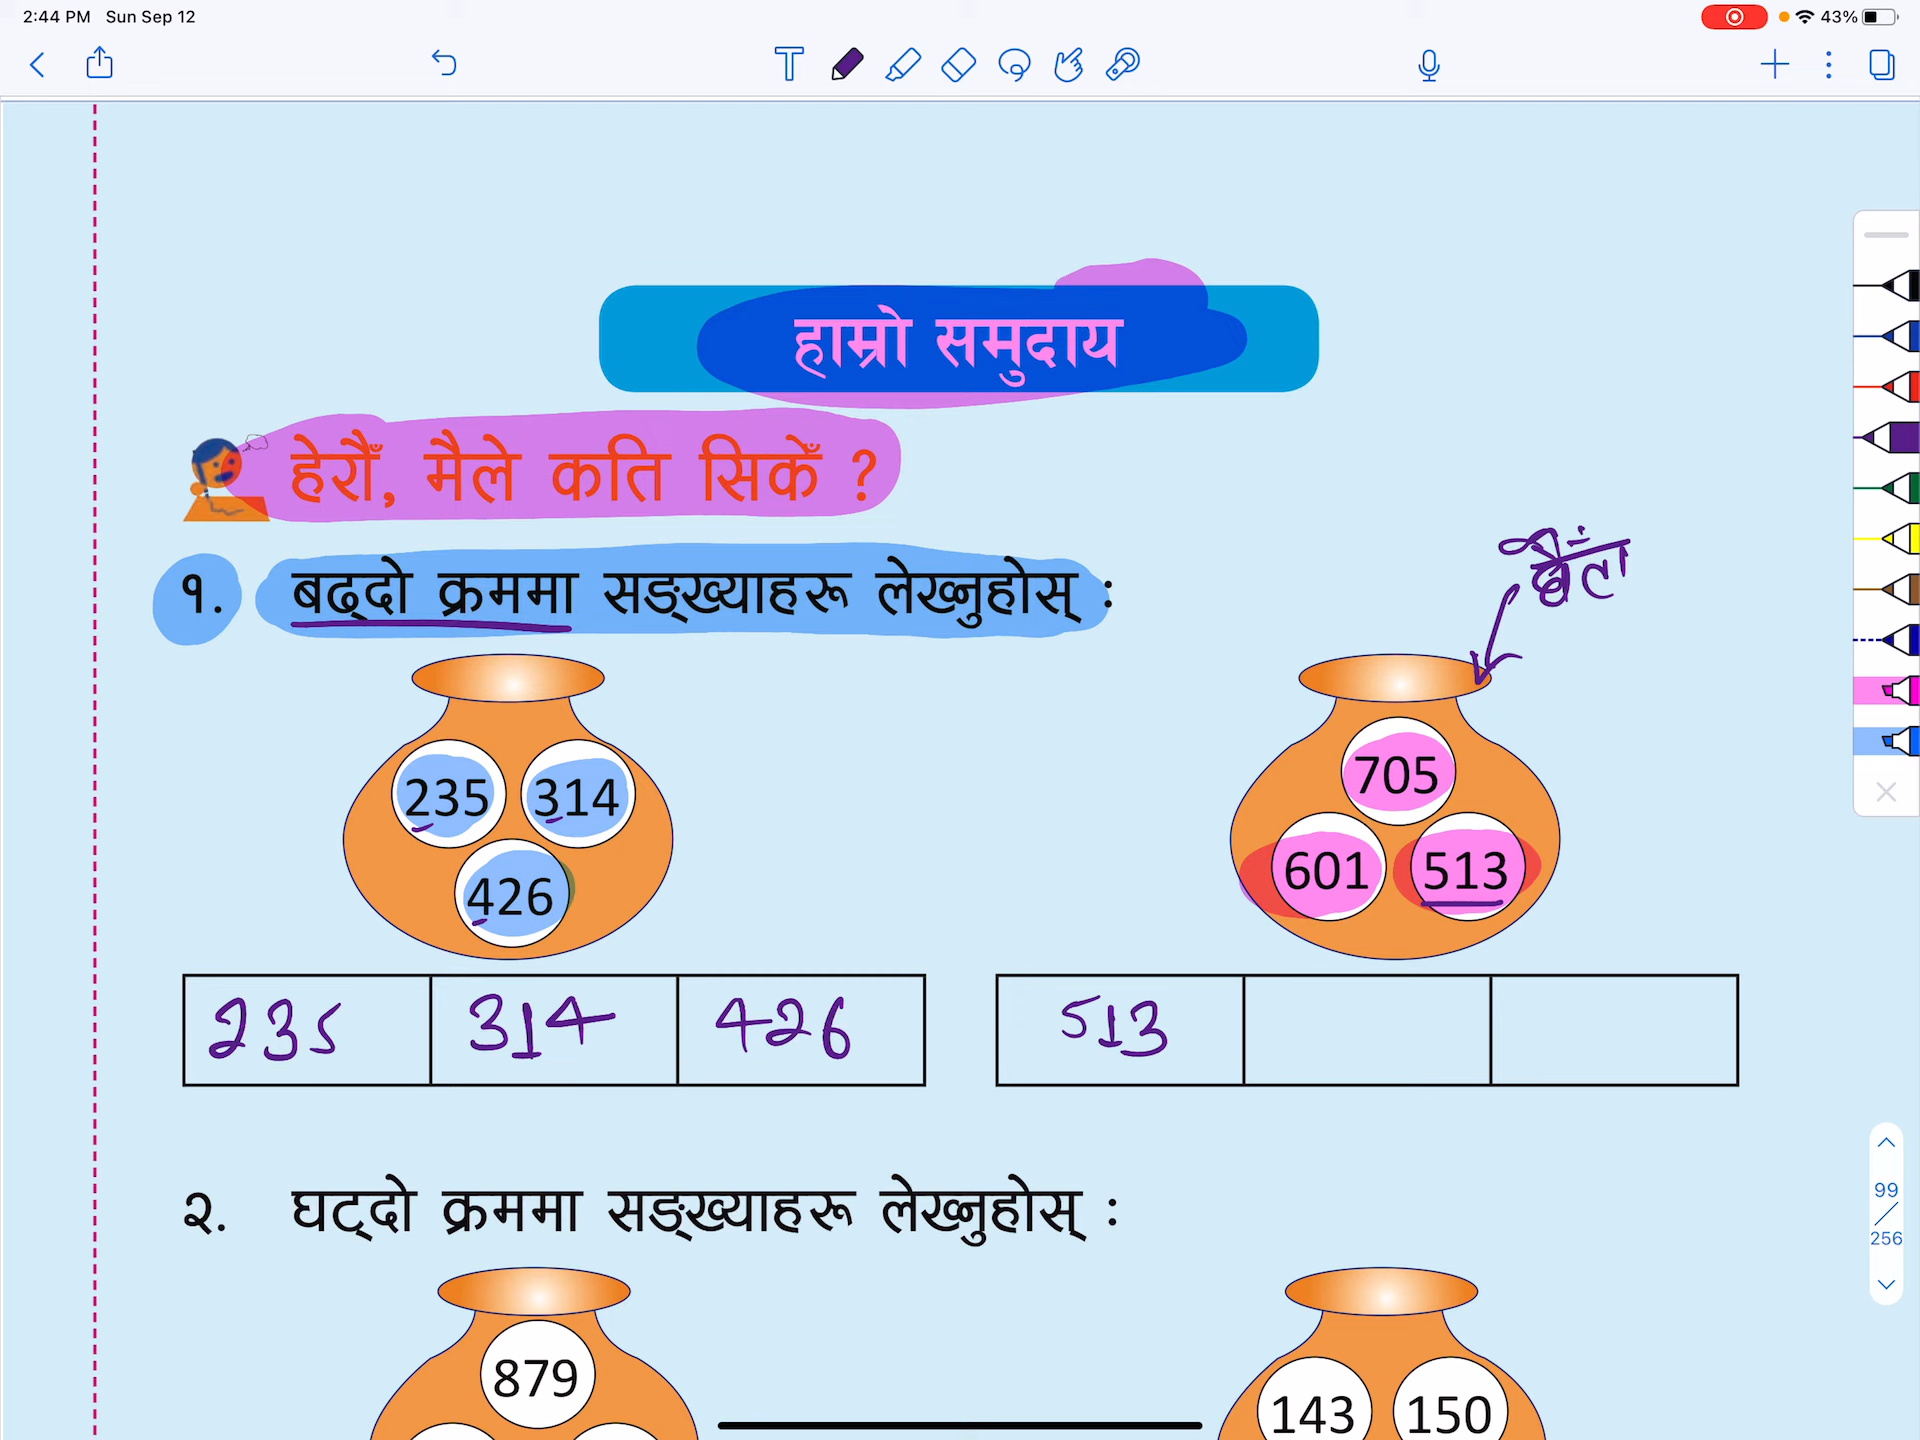 2:44 PM Sun Sep 12
43%
हाम्रो समुदाय
हेरौँ, मैले कति सिकेँ ?
१. बढ्दो क्रममा सङ्ख्याहरू लेख्नुहोस् :
235 314
426
705
601 513
235 314 426
513
99
256
२. घट्दो क्रममा सङ्ख्याहरू लेख्नुहोस् :
879
143 150